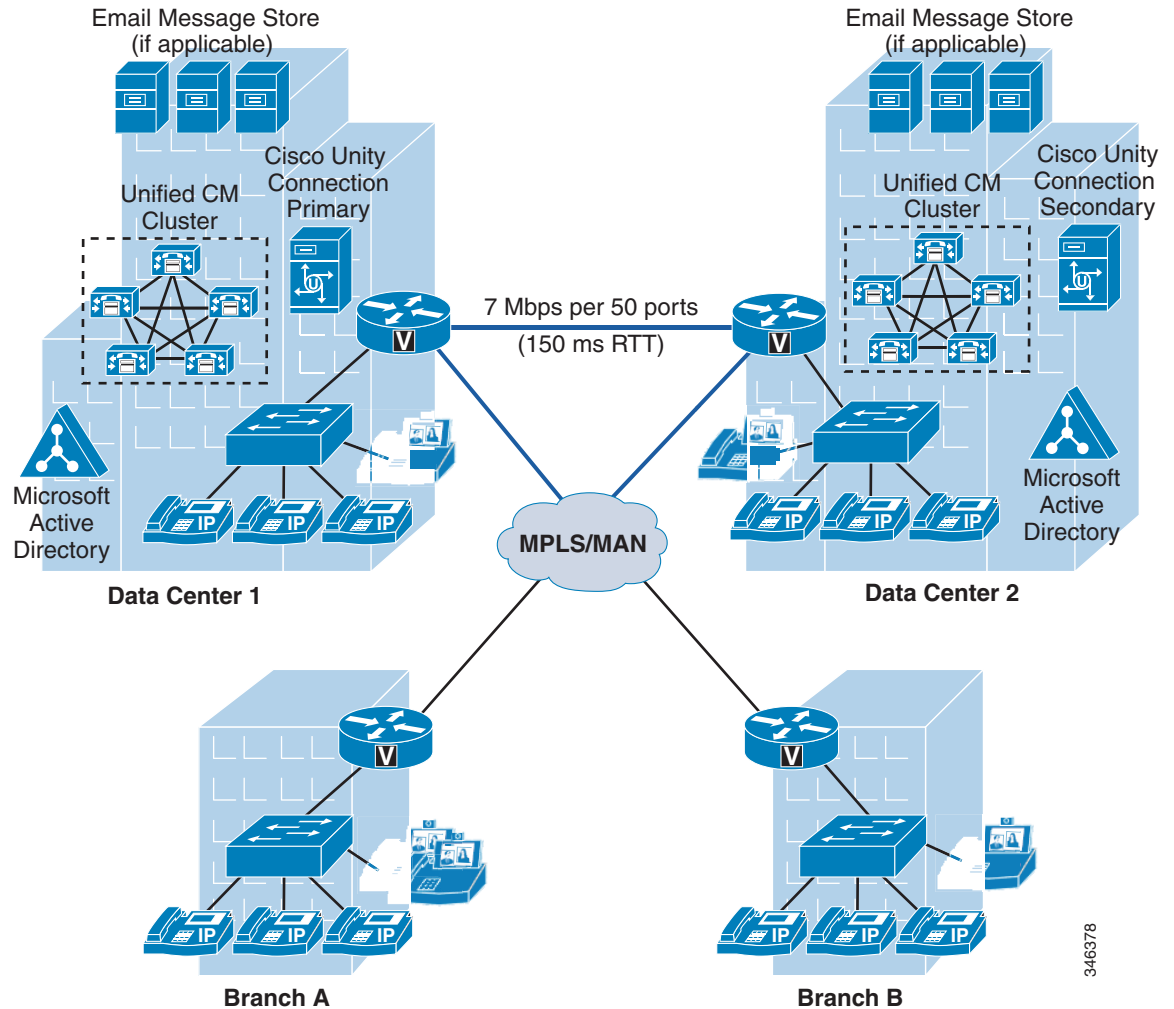 Email Message Store
(if applicable)
Email Message Store
(if applicable)
Cisco Unity
Connection
Primary
Unified CM
Cluster
U
Cisco Unity
Connection
Secondary
Unified CM
Cluster
U
7 Mbps per 50 ports
(150 ms RTT)
V
V
Microsoft
Active
Directory
IP
IP
IP
Data Center 1
MPLS/MAN
IP
IP
IP
Microsoft
Active
Directory
Data Center 2
V
V
IP
IP
IP
Branch A
IP
IP
IP
Branch B
346378